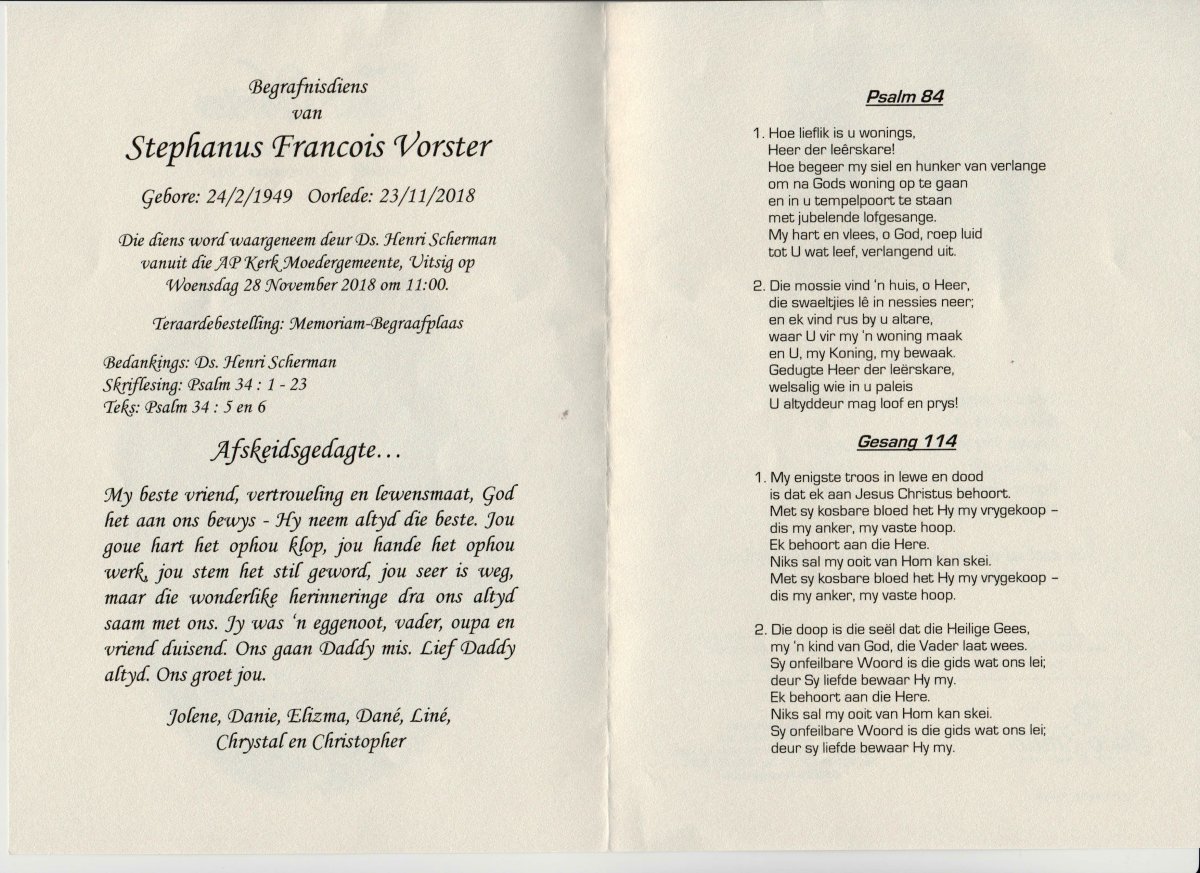 Begrafnisdiens
van
Stephanus Francois Vorster
Gebore: 24/2/1949 Oorlede: 23/11/2018
Die diens word waargeneem deur Ds. Henri Scherman
vanuit die AP Kerk Moedergemeente, Uitsig op
Woensdag 28 November 2018 om 11:00.
Teraardebestelling: Memoriam-Begraafplaas
Bedankings: Ds. Henri Scherman
Skriflesing: Psalm 34 : 1 - 23
Teks: Psalm 34 : 5 en 6
Afskeidsgedagte...
My beste vriend, vertroueling en lewensmaat, God
het aan ons bewys - Hy neem altyd die beste. Jou
goue hart het ophou klop, jou hande het ophou
werk, jou stem het stil geword, jou seer is weg,
maar die wonderlike herinneringe dra ons altyd
saam met ons. Jy was ‘n eggenoot, vader, oupa en
vriend duisend. Ons gaan Daddy mis. Lief Daddy
altyd. Ons groet jou.
Jolene, Danie, Elizma, Dané, Liné,
Chrystal en Christopher
Psalm 84
1. Hoe lieflik is u wonings,
Heer der leêrskare!
Hoe begeer my siel en hunker van verlange
om na Gods woning op te gaan
en in u tempelpoort te staan
met jubelende lofgesange.
My hart en vlees, o God, roep luid
tot U wat leef, verlangend uit.
2. Die mossie vind ‘n huis, o Heer,
die swaeltjies lê in nessies neer;
en ek vind rus by u altare,
waar U vir my ‘n woning maak
en U, my Koning, my bewaak.
Gedugte Heer der leërskare,
welsalig wie in u paleis
U altyddeur mag loof en prys!
Gesang 114
1. My enigste troos in lewe en dood
is dat ek aan Jesus Christus behoort.
Met sy kosbare bloed het Hy my vrygekoop –
dis my anker, my vaste hoop.
Ek behoort aan die Here.
Niks sal my ooit van Hom kan skei.
Met sy kosbare bloed het Hy my vrygekoop –
dis my anker, my vaste hoop.
2. Die doop is die seël dat die Heilige Gees,
my ‘n kind van God, die Vader laat wees.
Sy onfeilbare Woord is die gids wat ons lei;
deur Sy liefde bewaar Hy my.
Ek behoort aan die Here.
Niks sal my ooit van Hom kan skei.
Sy onfeilbare Woord is die gids wat ons lei;
deur sy liefde bewaar Hy my.